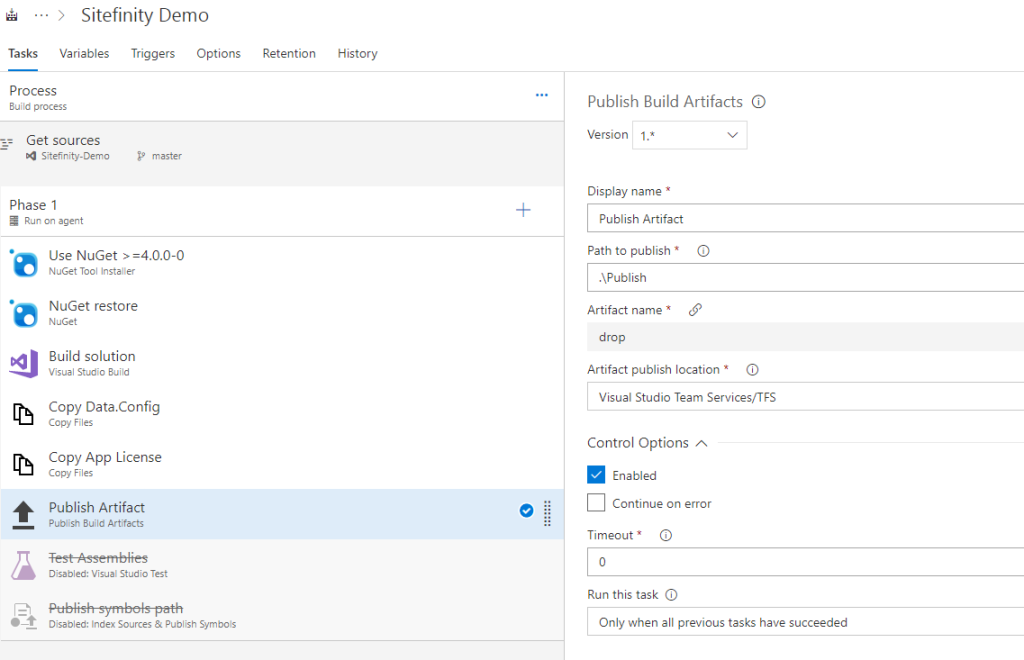 ··· > Sitefinity Demo
Tasks Variables Triggers Options Retention History
Process
Build process
Get sources
Sitefinity-Demo master
Phase 1
Run on agent
Use NuGet >=4.0.0-0
NuGet Tool Installer
NuGet restore
NuGet
Build solution
Visual Studio Build
Copy Data.Config
Copy Files
Copy App License
Copy Files
Publish Artifact
Publish Build Artifacts
Test Assemblies
Disabled: Visual Studio Test
Publish symbols path
Disabled: Index Sources & Publish Symbols
Publish Build Artifacts
Version 1.*
Display name *
Publish Artifact
Path to publish *
.\Publish
Artifact name *
drop
Artifact publish location *
Visual Studio Team Services/TFS
Control Options
Enabled
Continue on error
Timeout *
0
Run this task
Only when all previous tasks have succeeded